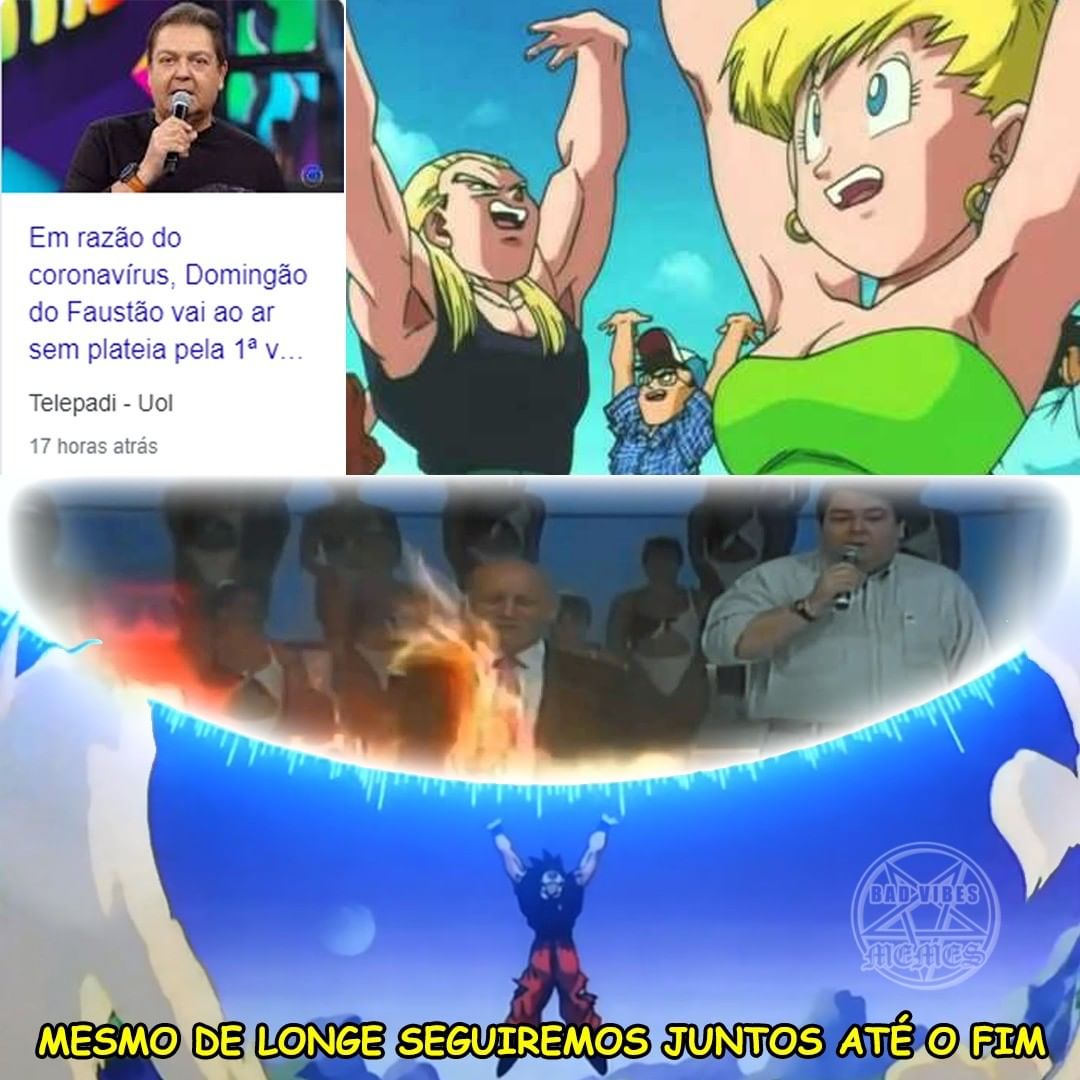 Em razão do
coronavírus, Domingão
do Faustão vai ao ar
sem plateia pela 1ª v...
Telepadi - Uol
17 horas atrás
BAD VIBES
MEMES
MESMO DE LONGE SEGUIREMOS JUNTOS ATÉ O FIM